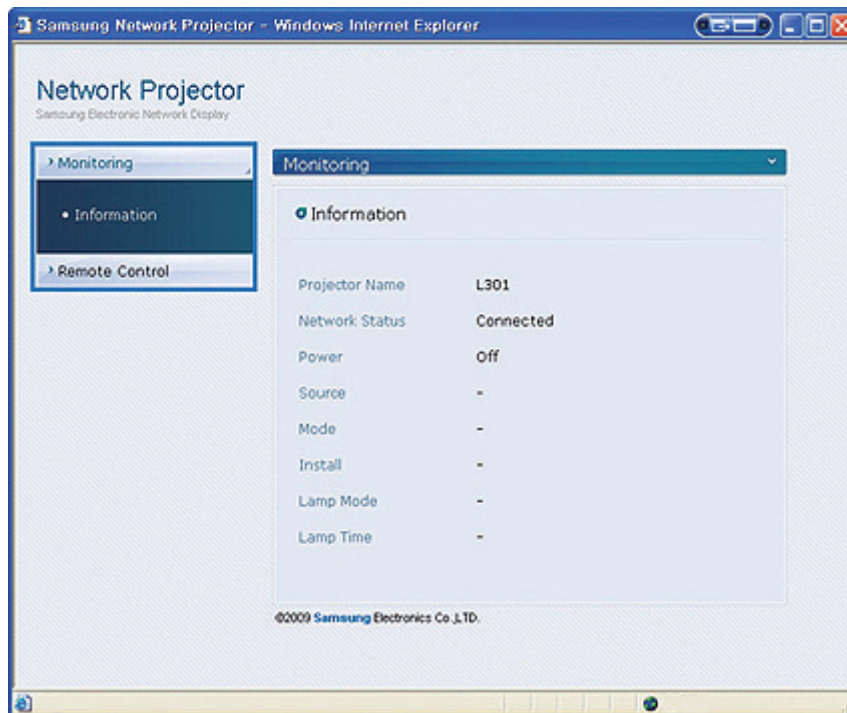 Samsung Network Projector - Windows Internet Explorer
Network Projector
Samsung Electronic Network Display
Monitoring
Information
Remote Control
Monitoring
Information
Projector Name L301
Network Status Connected
Power Off
Source -
Mode -
Install -
Lamp Mode -
Lamp Time -
©2009 Samsung Electronics Co.,LTD.